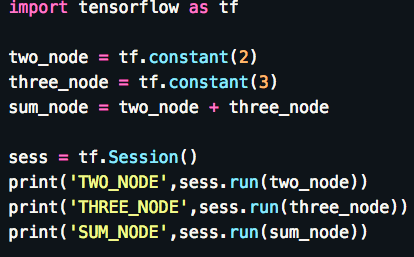 import tensorflow as tf
two_node = tf.constant(2)
three_node = tf.constant(3)
sum_node = two_node + three_node
sess = tf.Session()
print('TWO_NODE',sess.run(two_node))
print('THREE_NODE',sess.run(three_node))
print('SUM_NODE',sess.run(sum_node))